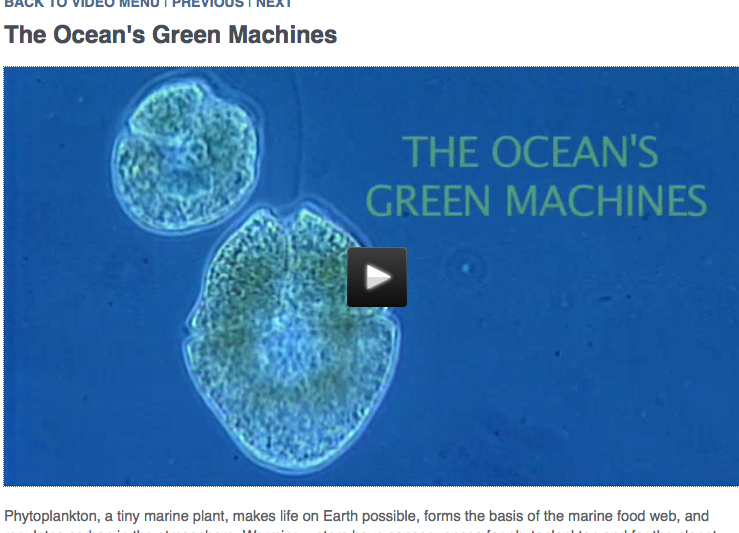 BACK TO VIDEO MENU | PREVIOUS | NEXT
The Ocean's Green Machines
THE OCEAN'S
GREEN MACHINES
Phytoplankton, a tiny marine plant, makes life on Earth possible, forms the basis of the marine food web, and